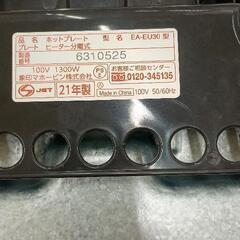 品名 ホットプレート 型名 EA-EU30 型
プレート ヒーター分離式
製造番号 6310525
100V 1300W
象印マホービン株式会社
PS E
お客様ご相談センター
0120-345135
S JET
21年製
Made in China
100V 50/60Hz